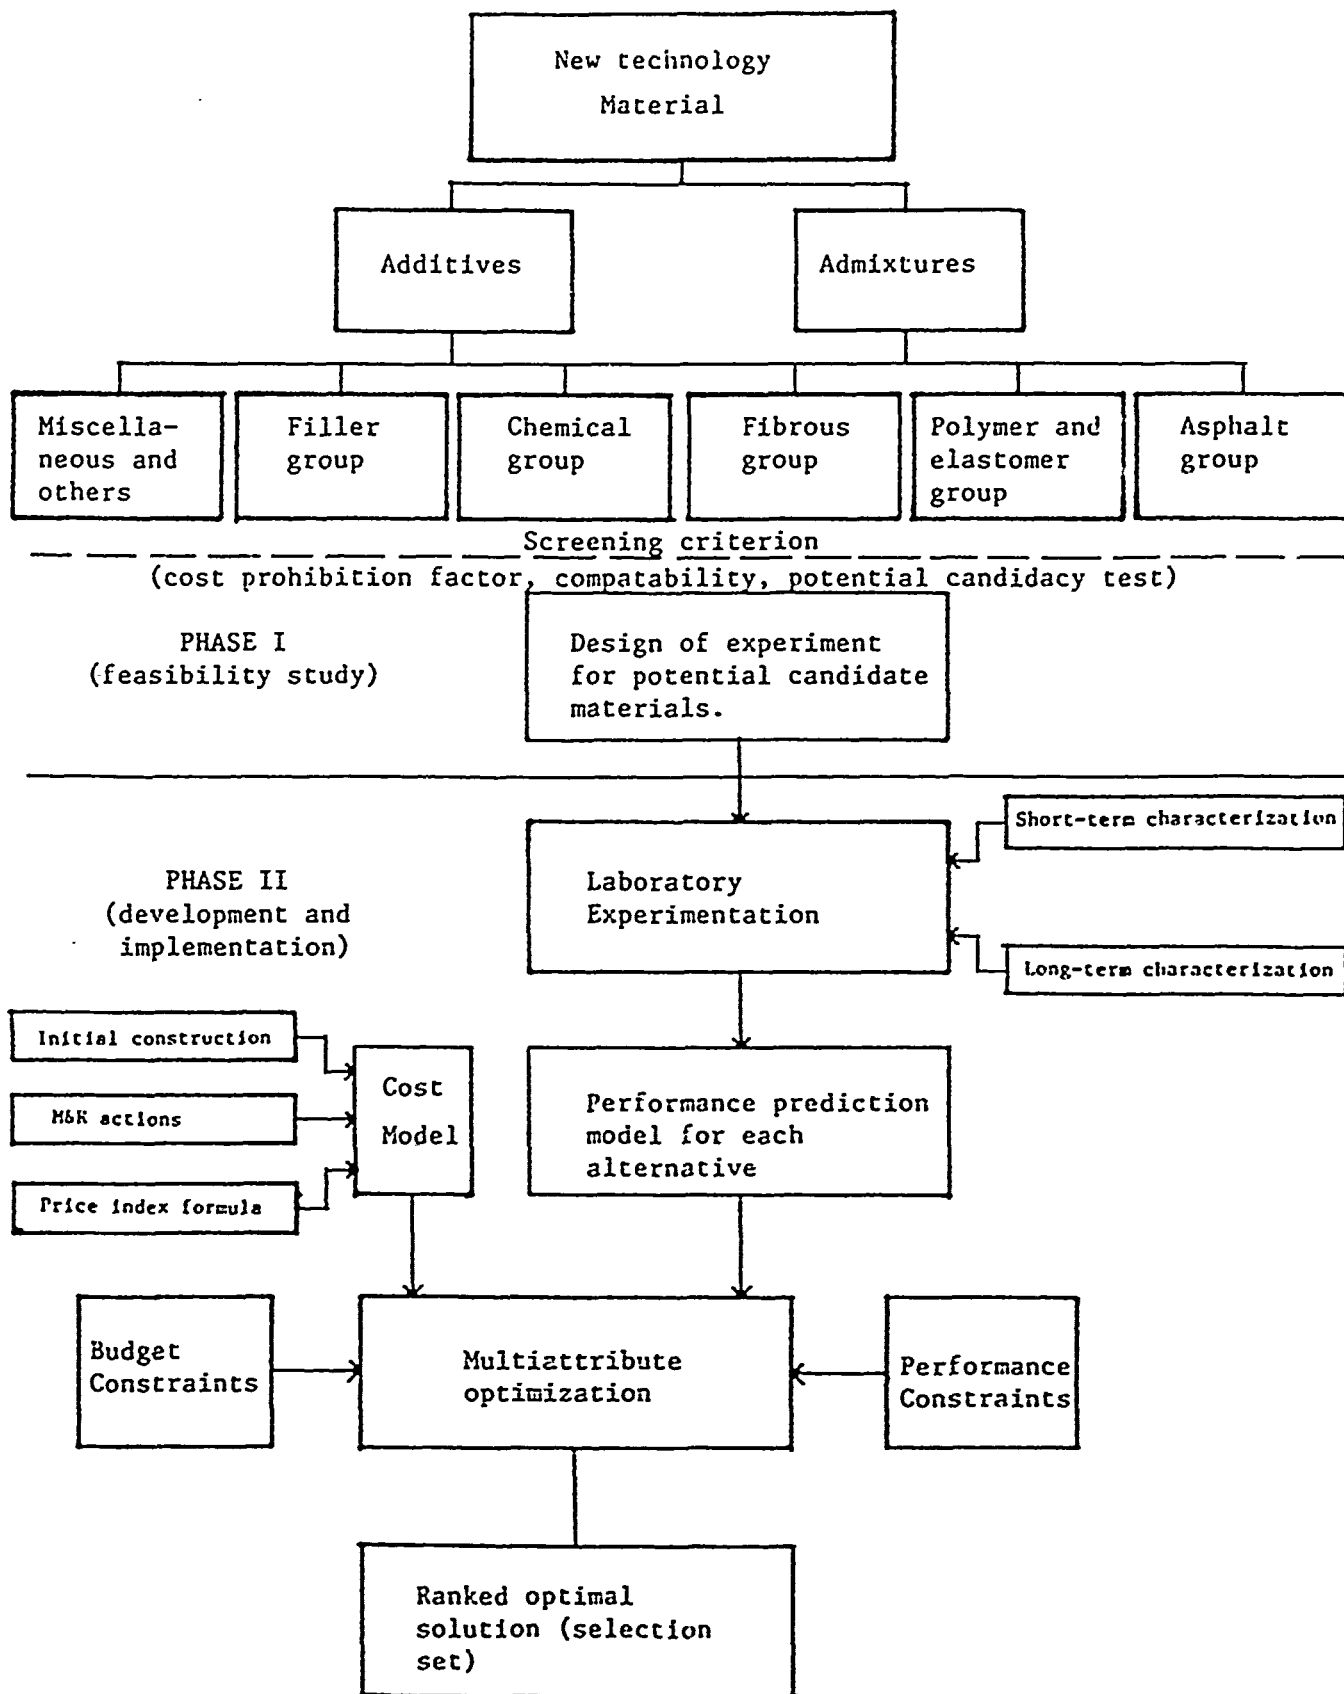 New technology
Material
Additives
Admixtures
Miscella-
neous and
others
Filler
group
Chemical
group
Fibrous
group
Polymer and
elastomer
group
Asphalt
group
Screening criterion
(cost prohibition factor, compatability, potential candidacy test)
PHASE I
(feasibility study)
Design of experiment
for potential candidate
materials.
Short-term characterization
PHASE II
(development and
implementation)
Laboratory
Experimentation
Long-term characterization
Initial construction
M&R actions
Price index formula
Cost
Model
Performance prediction
model for each
alternative
Budget
Constraints
Multiattribute
optimization
Performance
Constraints
Ranked optimal
solution (selection
set)